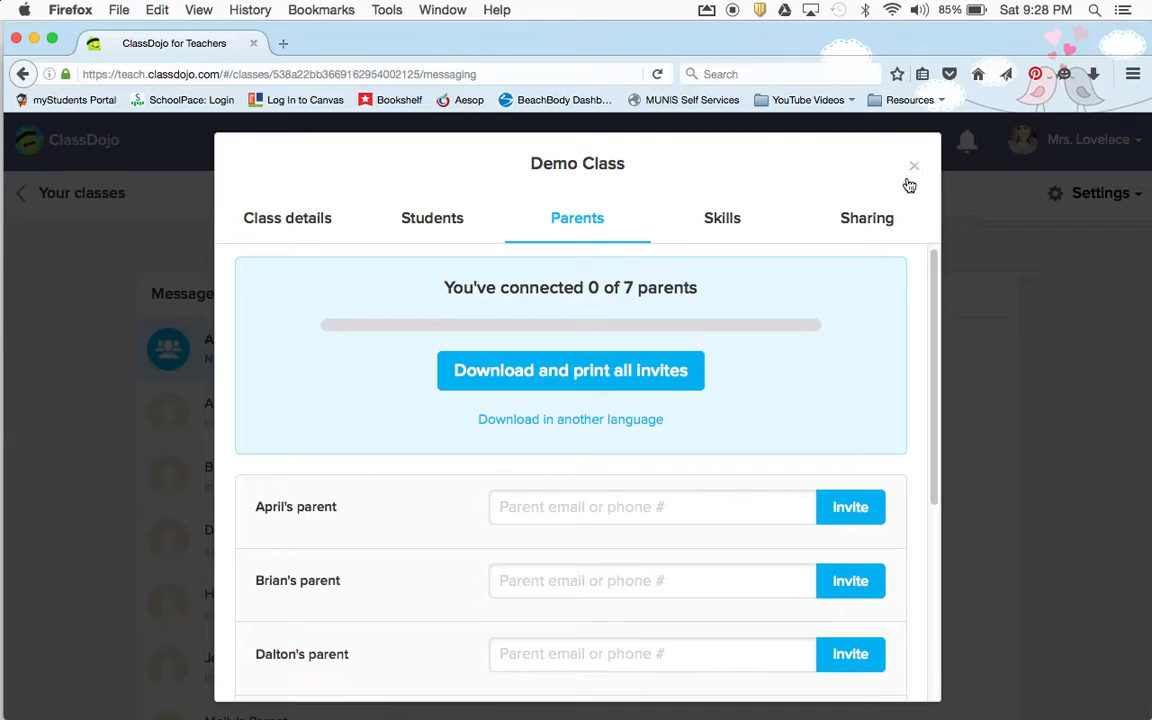 Firefox File Edit View History Bookmarks Tools Window Help 85% Sat 9:28 PM
ClassDojo for Teachers
https://teach.classdojo.com/#/classes/538a22bb3669162954002125/messaging Search
myStudents Portal SchoolPace: Login Log In to Canvas Bookshelf Aesop BeachBody Dashb... MUNIS Self Services YouTube Videos Resources
ClassDojo Mrs. Lovelace
Your classes Settings
Demo Class
Class details Students Parents Skills Sharing
Message
You've connected 0 of 7 parents
Download and print all invites
Download in another language
April's parent Parent email or phone # Invite
Brian's parent Parent email or phone # Invite
Dalton's parent Parent email or phone # Invite